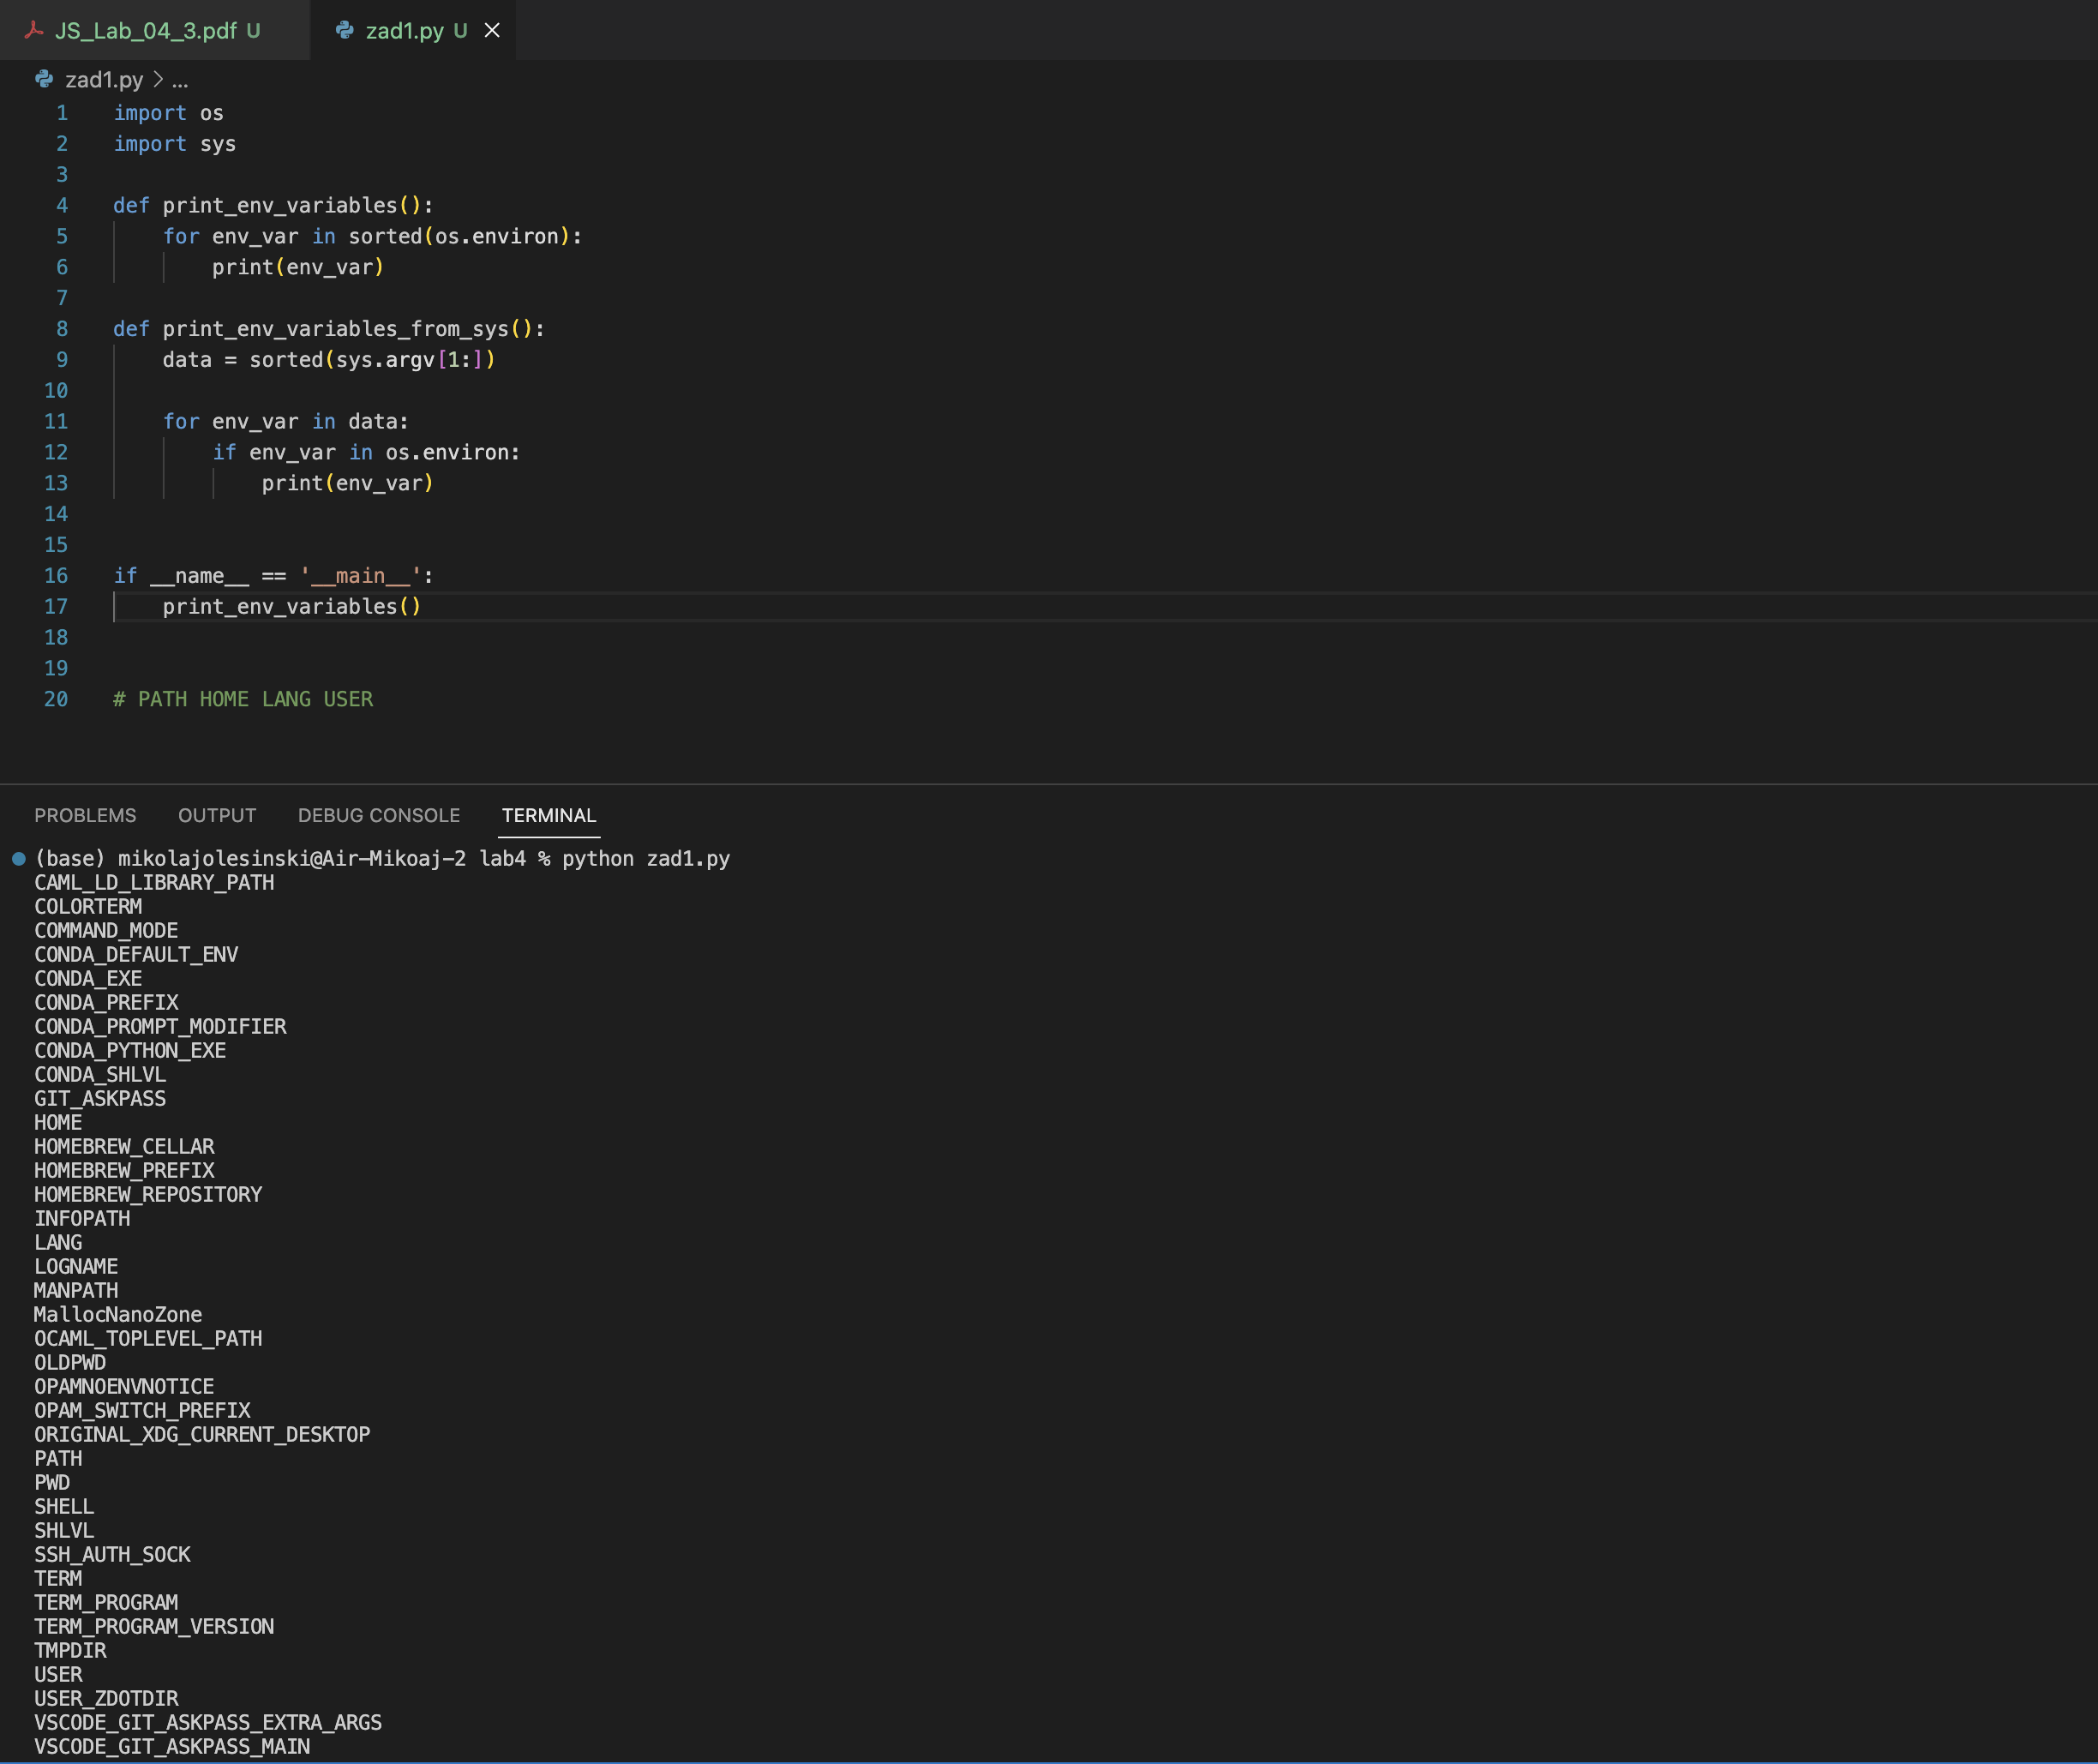 JS_Lab_04_3.pdf U zad1.py U
zad1.py > ...
1 import os
2 import sys
3
4 def print_env_variables():
5     for env_var in sorted(os.environ):
6         print(env_var)
7
8 def print_env_variables_from_sys():
9     data = sorted(sys.argv[1:])
10
11     for env_var in data:
12         if env_var in os.environ:
13             print(env_var)
14
15
16 if __name__ == '__main__':
17     print_env_variables()
18
19
20 # PATH HOME LANG USER
PROBLEMS OUTPUT DEBUG CONSOLE TERMINAL
(base) mikolajolesinski@Air-Mikoaj-2 lab4 % python zad1.py
CAML_LD_LIBRARY_PATH
COLORTERM
COMMAND_MODE
CONDA_DEFAULT_ENV
CONDA_EXE
CONDA_PREFIX
CONDA_PROMPT_MODIFIER
CONDA_PYTHON_EXE
CONDA_SHLVL
GIT_ASKPASS
HOME
HOMEBREW_CELLAR
HOMEBREW_PREFIX
HOMEBREW_REPOSITORY
INFOPATH
LANG
LOGNAME
MANPATH
MallocNanoZone
OCAML_TOPLEVEL_PATH
OLDPWD
OPAMNOENVNOTICE
OPAM_SWITCH_PREFIX
ORIGINAL_XDG_CURRENT_DESKTOP
PATH
PWD
SHELL
SHLVL
SSH_AUTH_SOCK
TERM
TERM_PROGRAM
TERM_PROGRAM_VERSION
TMPDIR
USER
USER_ZDOTDIR
VSCODE_GIT_ASKPASS_EXTRA_ARGS
VSCODE_GIT_ASKPASS_MAIN